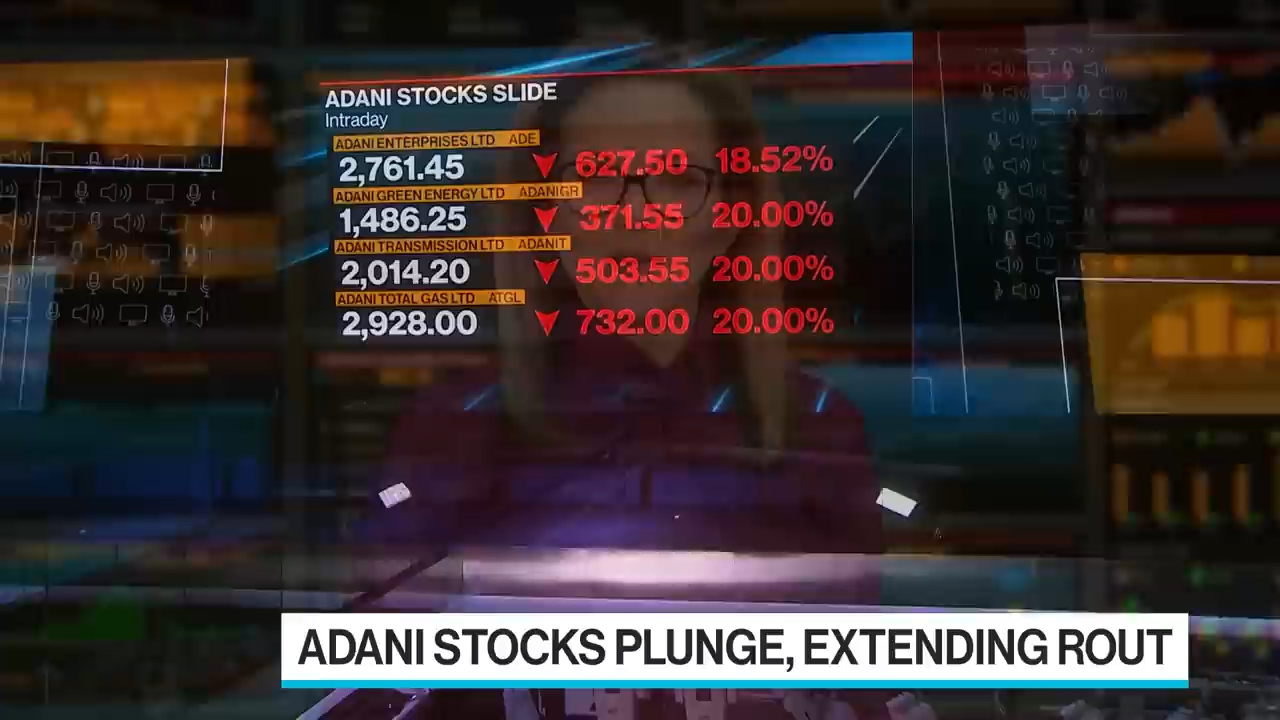 ADANI STOCKS SLIDE
Intraday
ADANI ENTERPRISES LTD ADE
2,761.45 ▼ 627.50 18.52%
ADANI GREEN ENERGY LTD ADANIGR
1,486.25 ▼ 371.55 20.00%
ADANI TRANSMISSION LTD ADANIT
2,014.20 ▼ 503.55 20.00%
ADANI TOTAL GAS LTD ATGL
2,928.00 ▼ 732.00 20.00%
ADANI STOCKS PLUNGE, EXTENDING ROUT